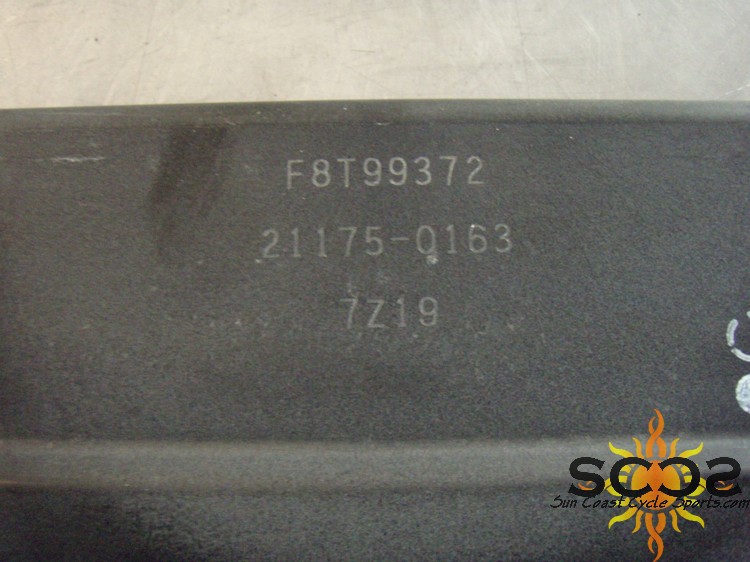 F8T99372
21175-0163
7Z19
SCCS
Sun Coast Cycle Sports.com